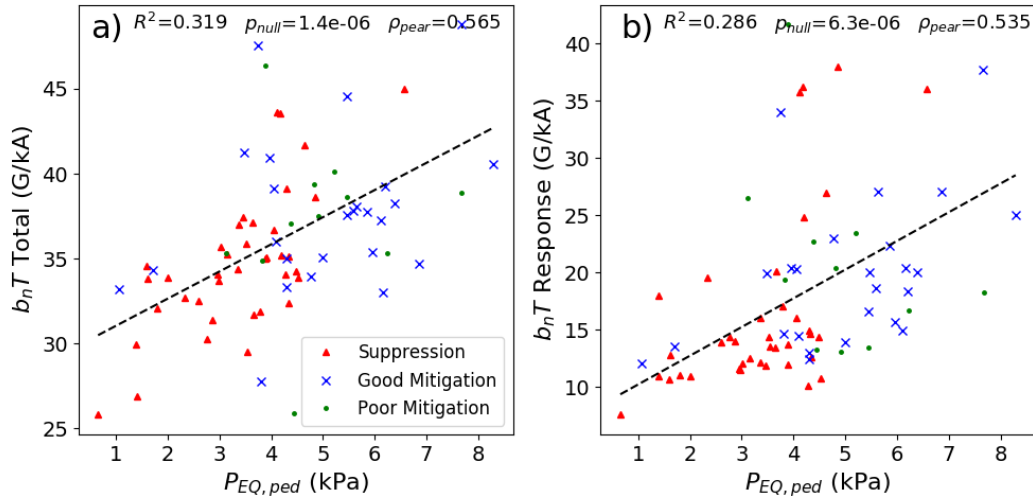 a) R²=0.319 p_null=1.4e-06 ρ_pear=0.565
45
40
35
30
25
b_nT Total (G/kA)
Suppression
Good Mitigation
Poor Mitigation
1 2 3 4 5 6 7 8
P_EQ,ped (kPa)
b) R²=0.286 p_null=6.3e-06 ρ_pear=0.535
40
35
30
25
20
15
10
b_nT Response (G/kA)
1 2 3 4 5 6 7 8
P_EQ,ped (kPa)